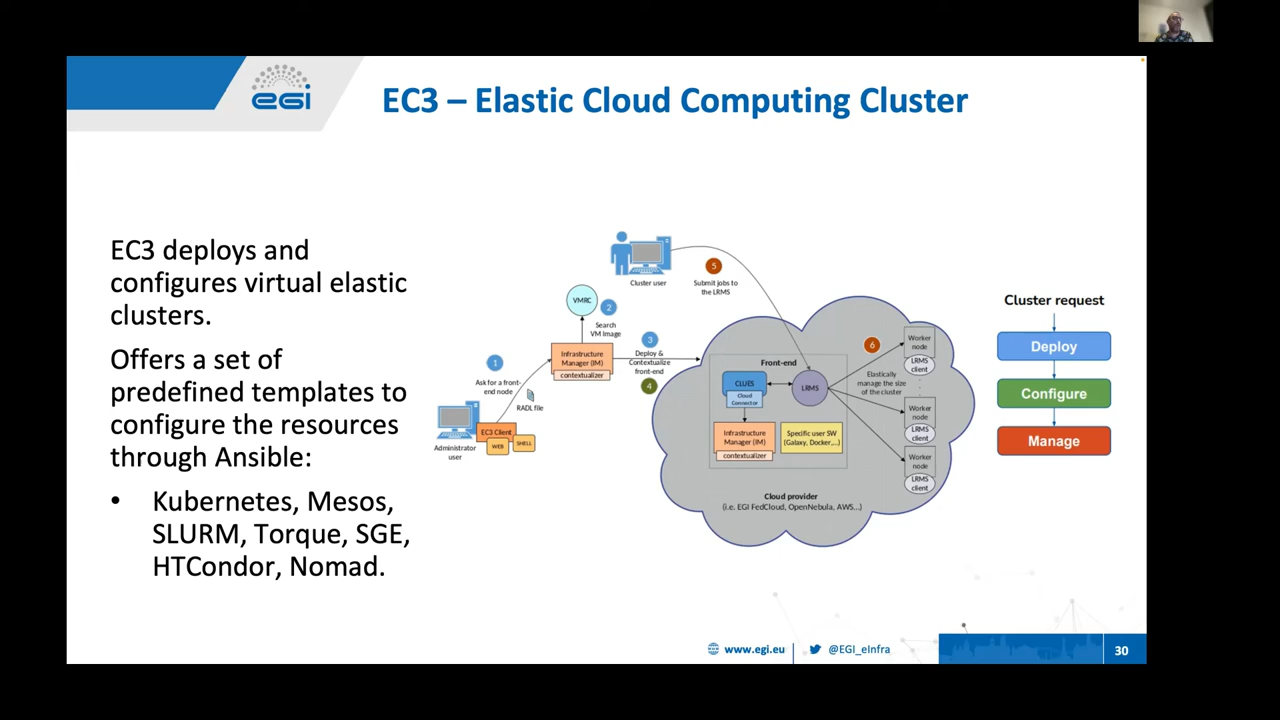 egi
EC3 – Elastic Cloud Computing Cluster
EC3 deploys and
configures virtual elastic
clusters.
Offers a set of
predefined templates to
configure the resources
through Ansible:
• Kubernetes, Mesos,
SLURM, Torque, SGE,
HTCondor, Nomad.
Cluster user
5
Submit jobs to
the LRMS
VMRC
2
Search
VM Image
1
Ask for a front-
end node
RADL file
Infrastructure
Manager (IM)
contextualizer
3
Deploy &
Contextualize
front-end
4
EC3 Client
WEB
SHELL
Administrator
user
Front-end
CLUES
Cloud
Connector
LRMS
Infrastructure
Manager (IM)
contextualizer
Specific user SW
(Galaxy, Docker,...)
6
Elastically
manage the size
of the cluster
Worker
node
LRMS
client
Worker
node
LRMS
client
Worker
node
LRMS
client
Cloud provider
(i.e. EGI FedCloud, OpenNebula, AWS...)
Cluster request
Deploy
Configure
Manage
www.egi.eu
@EGI_eInfra
30